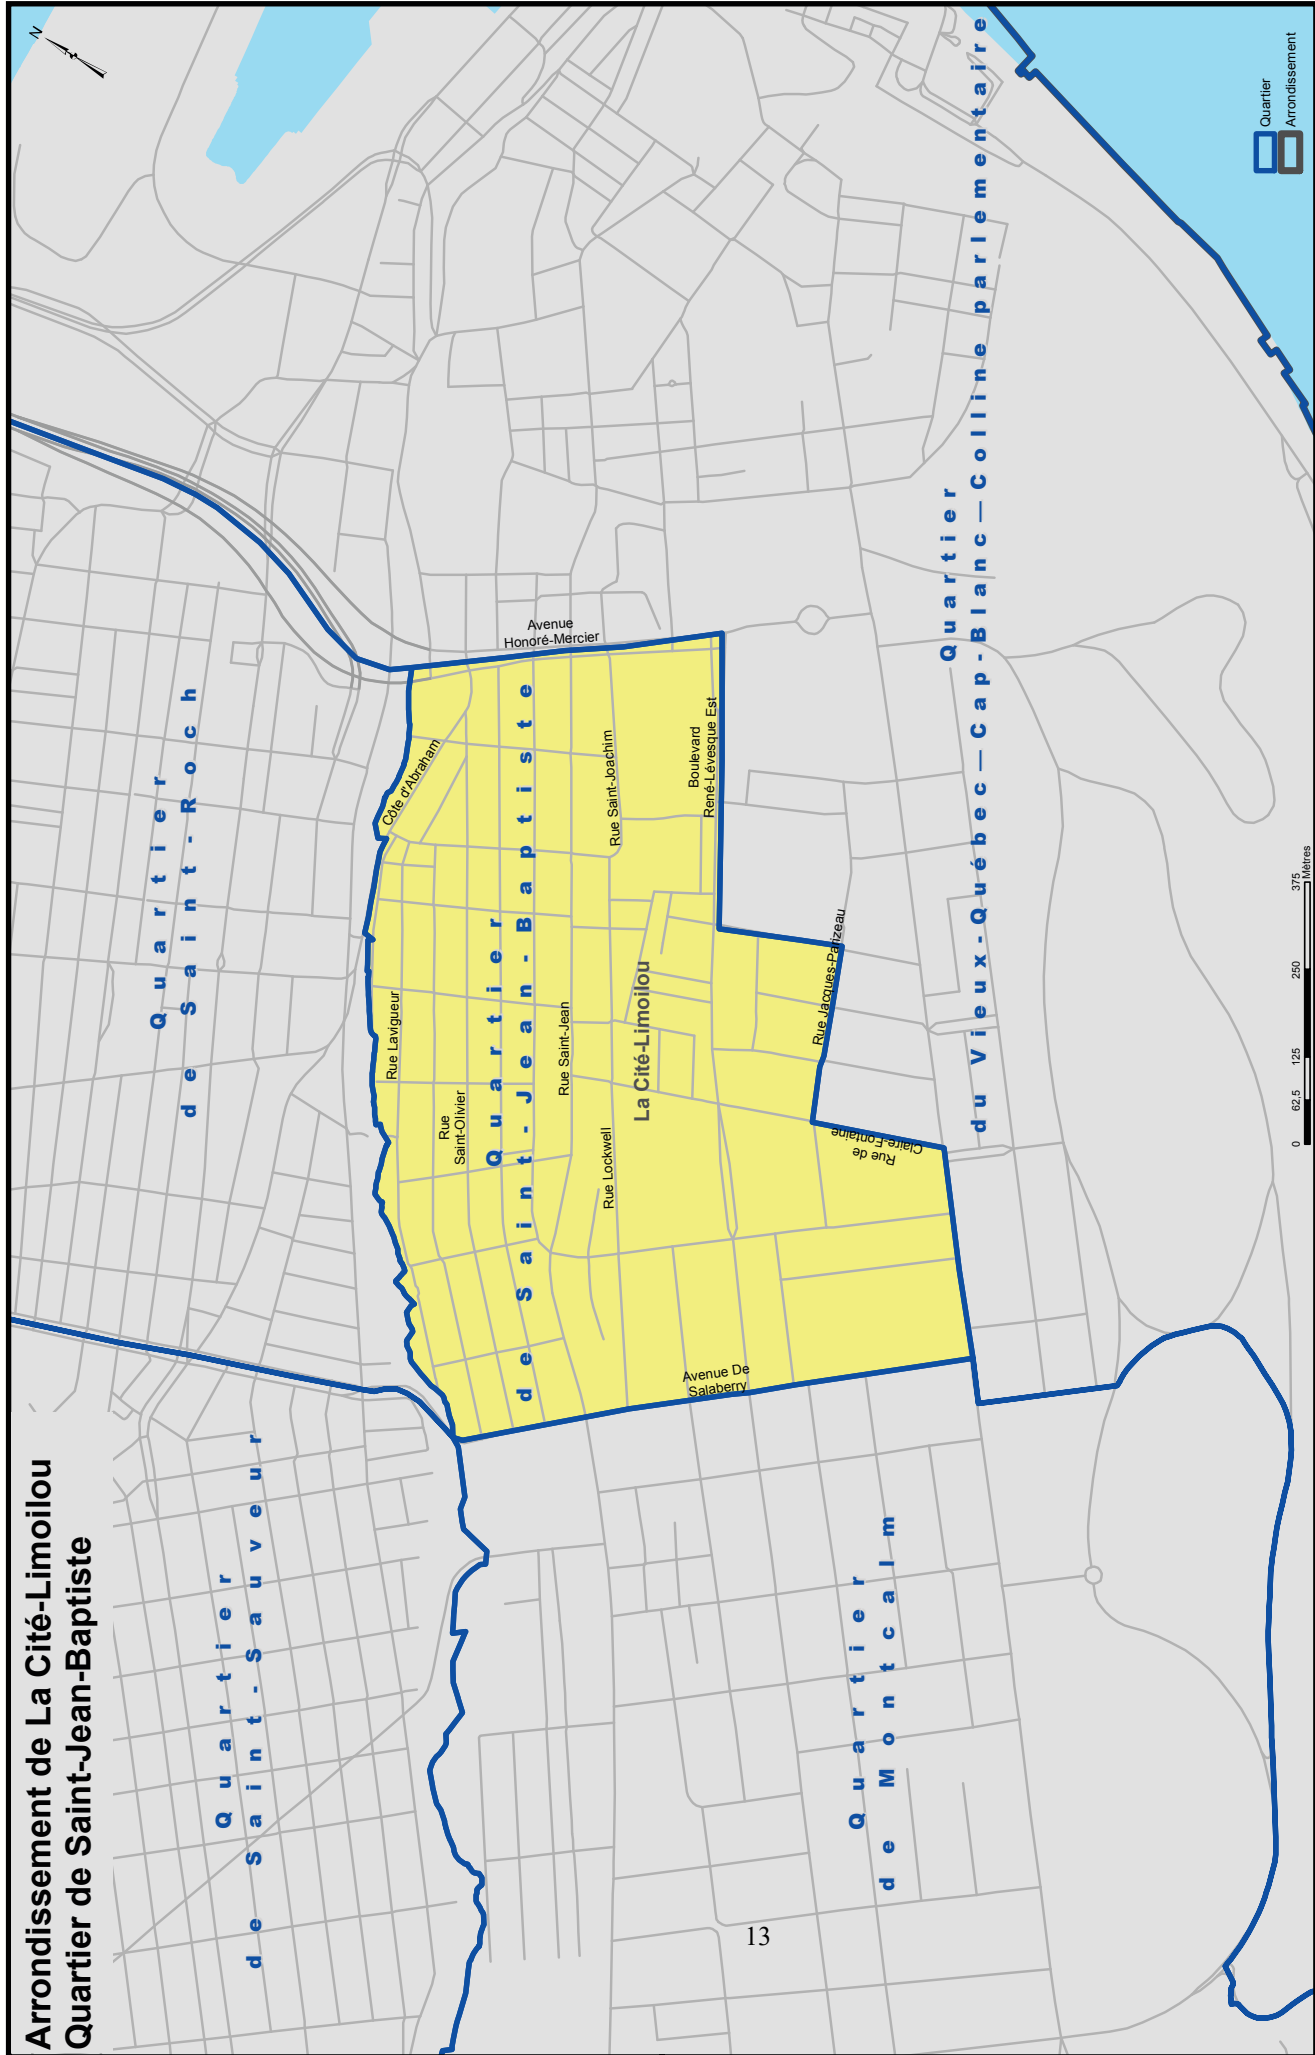 Arrondissement de La Cité-Limoilou
Quartier de Saint-Jean-Baptiste
N
Quartier
de Saint-Sauveur
Quartier
de Saint-Roch
Côte d'Abraham
Rue Lavigueur
Rue
Saint-Olivier
Quartier
de Saint-Jean-Baptiste
Avenue
Honoré-Mercier
Rue Saint-Jean
Rue Lockwell
Rue Saint-Joachim
La Cité-Limoilou
Boulevard
René-Lévesque Est
Avenue De
Salaberry
Rue Jacques-Parizeau
Rue de
Claire-Fontaine
Quartier
de Montcalm
Quartier
du Vieux-Québec—Cap-Blanc—Colline parlementaire
Quartier
Arrondissement
0 62.5 125 250 375
Mètres
13